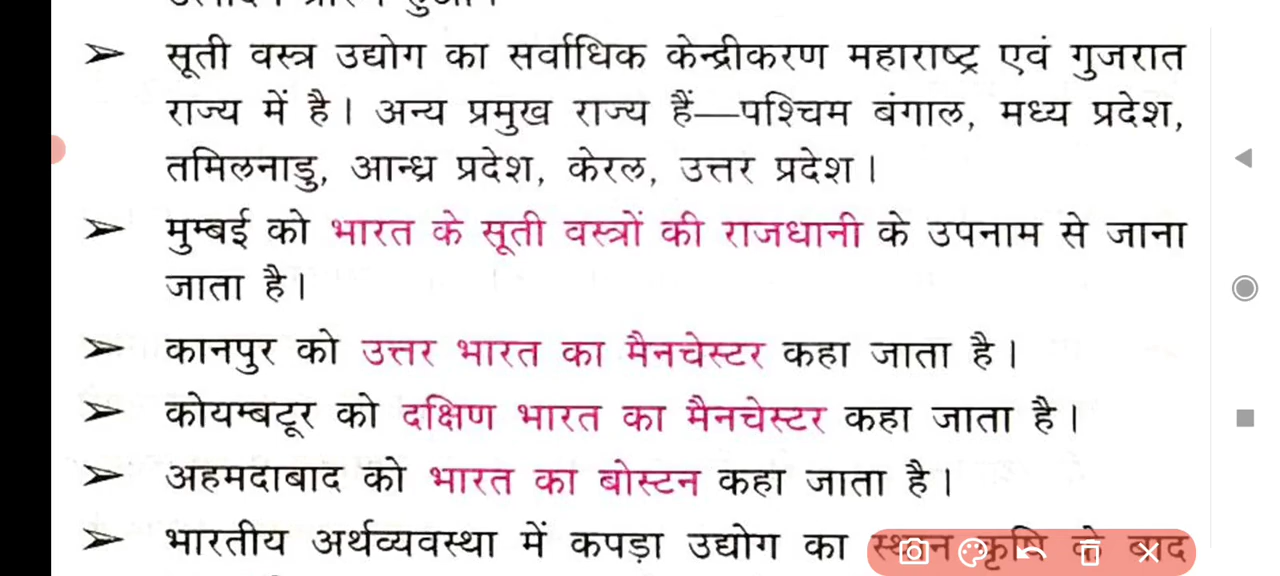 ➢ सूती वस्त्र उद्योग का सर्वाधिक केन्द्रीकरण महाराष्ट्र एवं गुजरात
राज्य में है। अन्य प्रमुख राज्य हैं—पश्चिम बंगाल, मध्य प्रदेश,
तमिलनाडु, आन्ध्र प्रदेश, केरल, उत्तर प्रदेश।
➢ मुम्बई को भारत के सूती वस्त्रों की राजधानी के उपनाम से जाना
जाता है।
➢ कानपुर को उत्तर भारत का मैनचेस्टर कहा जाता है।
➢ कोयम्बटूर को दक्षिण भारत का मैनचेस्टर कहा जाता है।
➢ अहमदाबाद को भारत का बोस्टन कहा जाता है।
➢ भारतीय अर्थव्यवस्था में कपड़ा उद्योग का स्थान कृषि के बाद